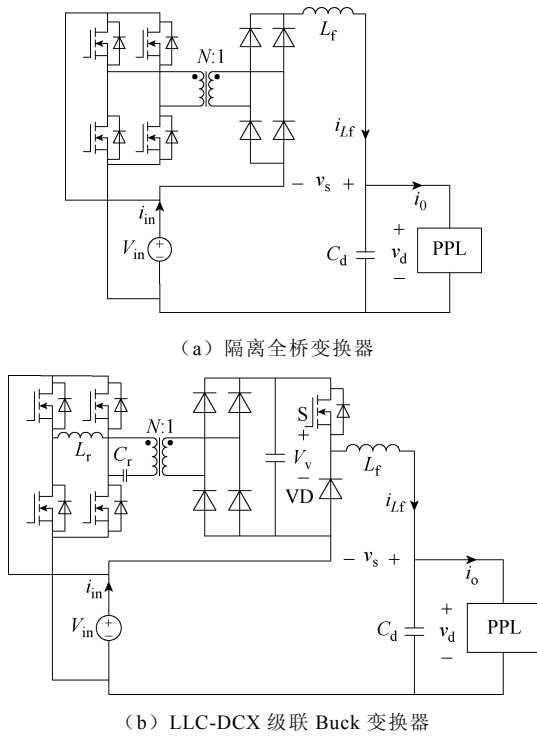 L_f
N:1
i_Lf
− v_s +
i_0
i_in
V_in
C_d
+
v_d
−
PPL
（a）隔离全桥变换器
S
+
V_v
−
VD
N:1
L_r
C_r
L_f
i_Lf
− v_s +
i_o
i_in
V_in
C_d
+
v_d
−
PPL
（b）LLC-DCX 级联 Buck 变换器